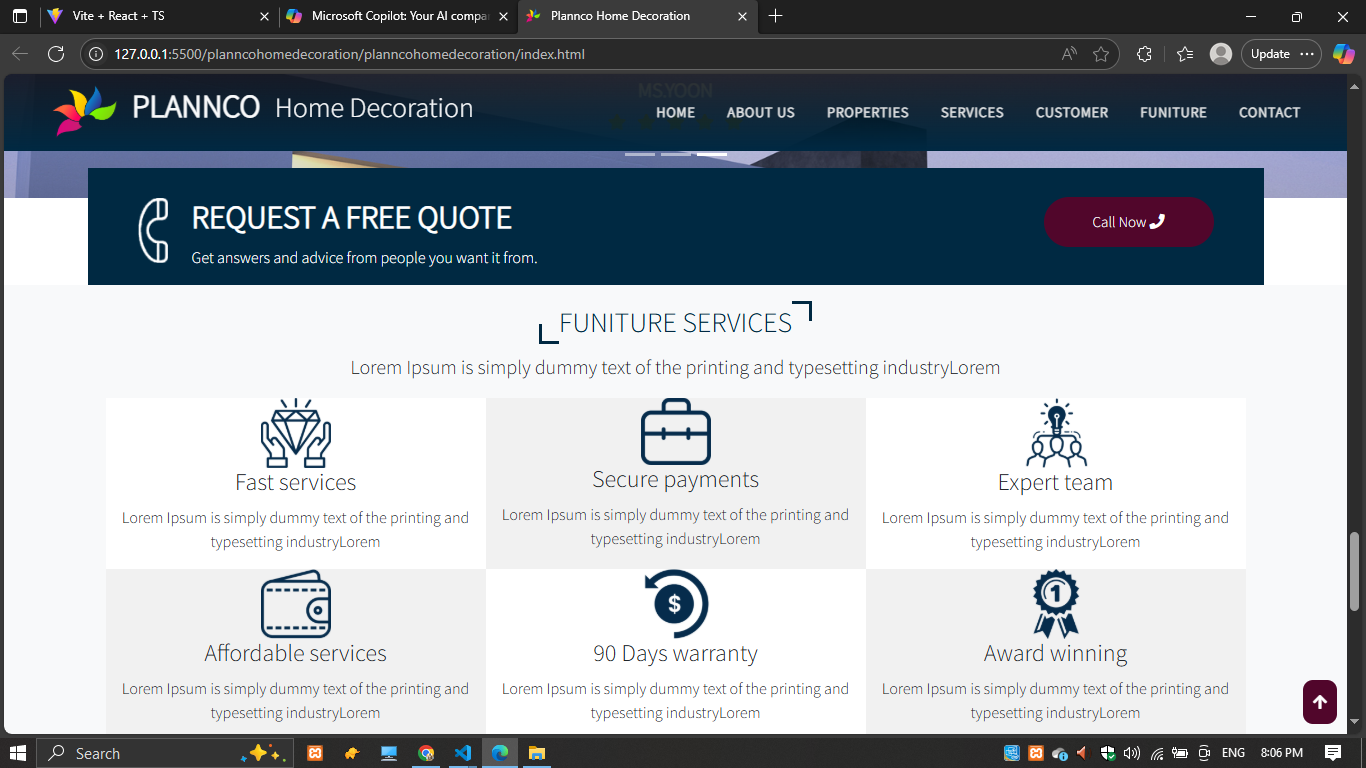 Vite + React + TS
Microsoft Copilot: Your AI compa
Plannco Home Decoration
127.0.0.1:5500/planncohomedecoration/planncohomedecoration/index.html
Update
MS.YOON
PLANNCO Home Decoration
HOME ABOUT US PROPERTIES SERVICES CUSTOMER FUNITURE CONTACT
REQUEST A FREE QUOTE
Get answers and advice from people you want it from.
Call Now
FUNITURE SERVICES
Lorem Ipsum is simply dummy text of the printing and typesetting industryLorem
Fast services
Lorem Ipsum is simply dummy text of the printing and
typesetting industryLorem
Secure payments
Lorem Ipsum is simply dummy text of the printing and
typesetting industryLorem
Expert team
Lorem Ipsum is simply dummy text of the printing and
typesetting industryLorem
Affordable services
Lorem Ipsum is simply dummy text of the printing and
typesetting industryLorem
$
90 Days warranty
Lorem Ipsum is simply dummy text of the printing and
typesetting industryLorem
1
Award winning
Lorem Ipsum is simply dummy text of the printing and
typesetting industryLorem
Search
ENG
8:06 PM